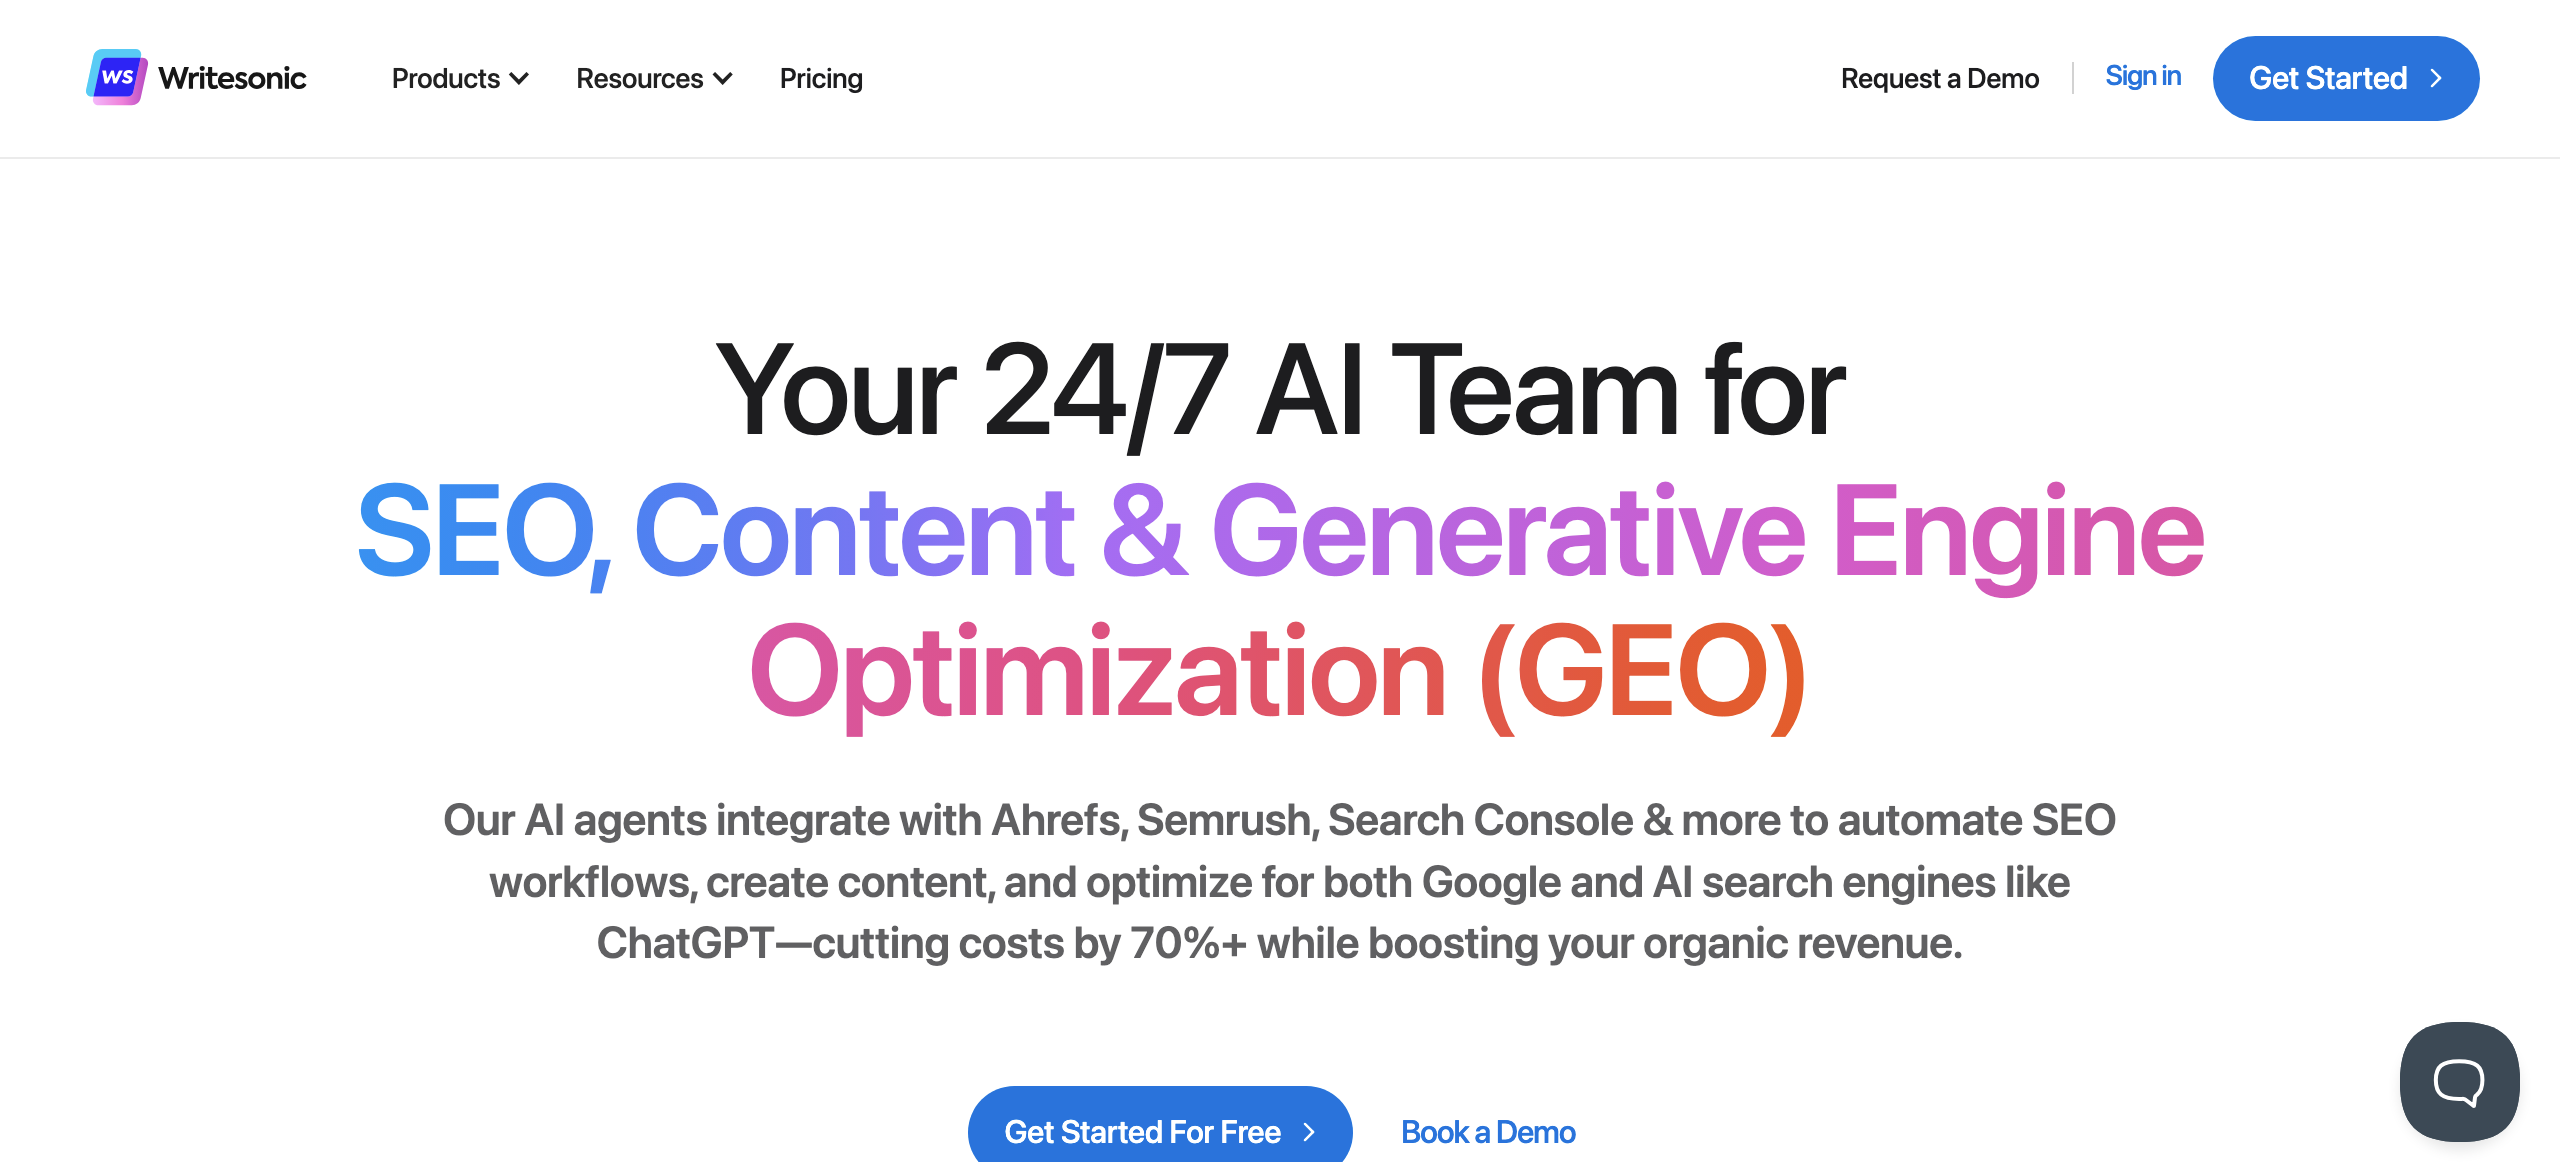 WS Writesonic
Products
Resources
Pricing
Request a Demo
Sign in
Get Started
Your 24/7 AI Team for
SEO, Content & Generative Engine
Optimization (GEO)
Our AI agents integrate with Ahrefs, Semrush, Search Console & more to automate SEO
workflows, create content, and optimize for both Google and AI search engines like
ChatGPT—cutting costs by 70%+ while boosting your organic revenue.
Get Started For Free
Book a Demo